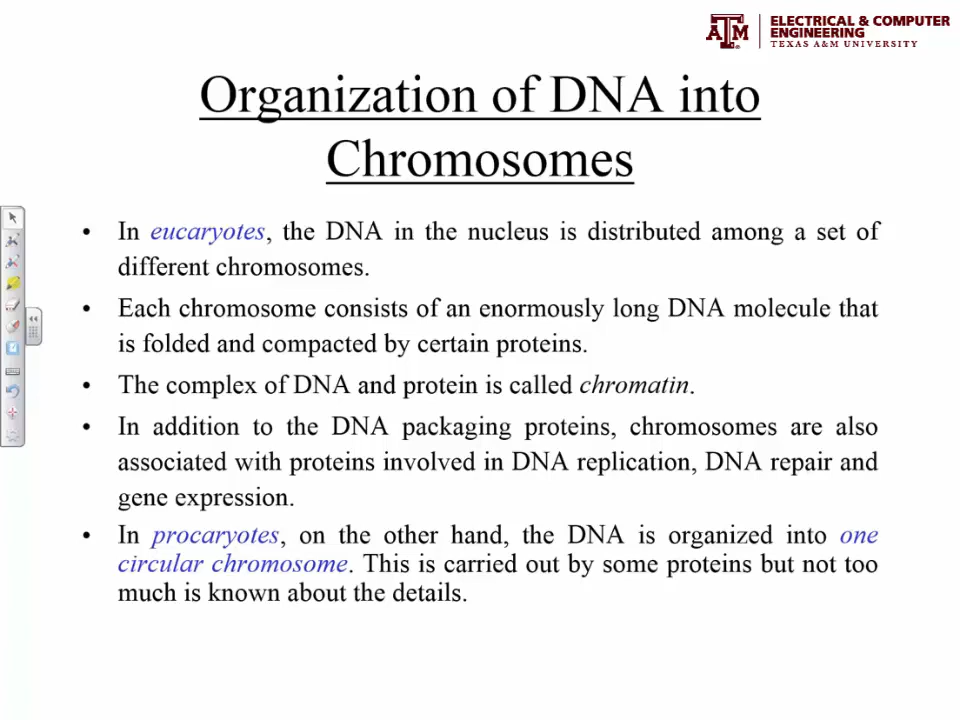 ELECTRICAL & COMPUTER
ENGINEERING
TEXAS A&M UNIVERSITY
Organization of DNA into
Chromosomes
• In eucaryotes, the DNA in the nucleus is distributed among a set of
different chromosomes.
• Each chromosome consists of an enormously long DNA molecule that
is folded and compacted by certain proteins.
• The complex of DNA and protein is called chromatin.
• In addition to the DNA packaging proteins, chromosomes are also
associated with proteins involved in DNA replication, DNA repair and
gene expression.
• In procaryotes, on the other hand, the DNA is organized into one
circular chromosome. This is carried out by some proteins but not too
much is known about the details.